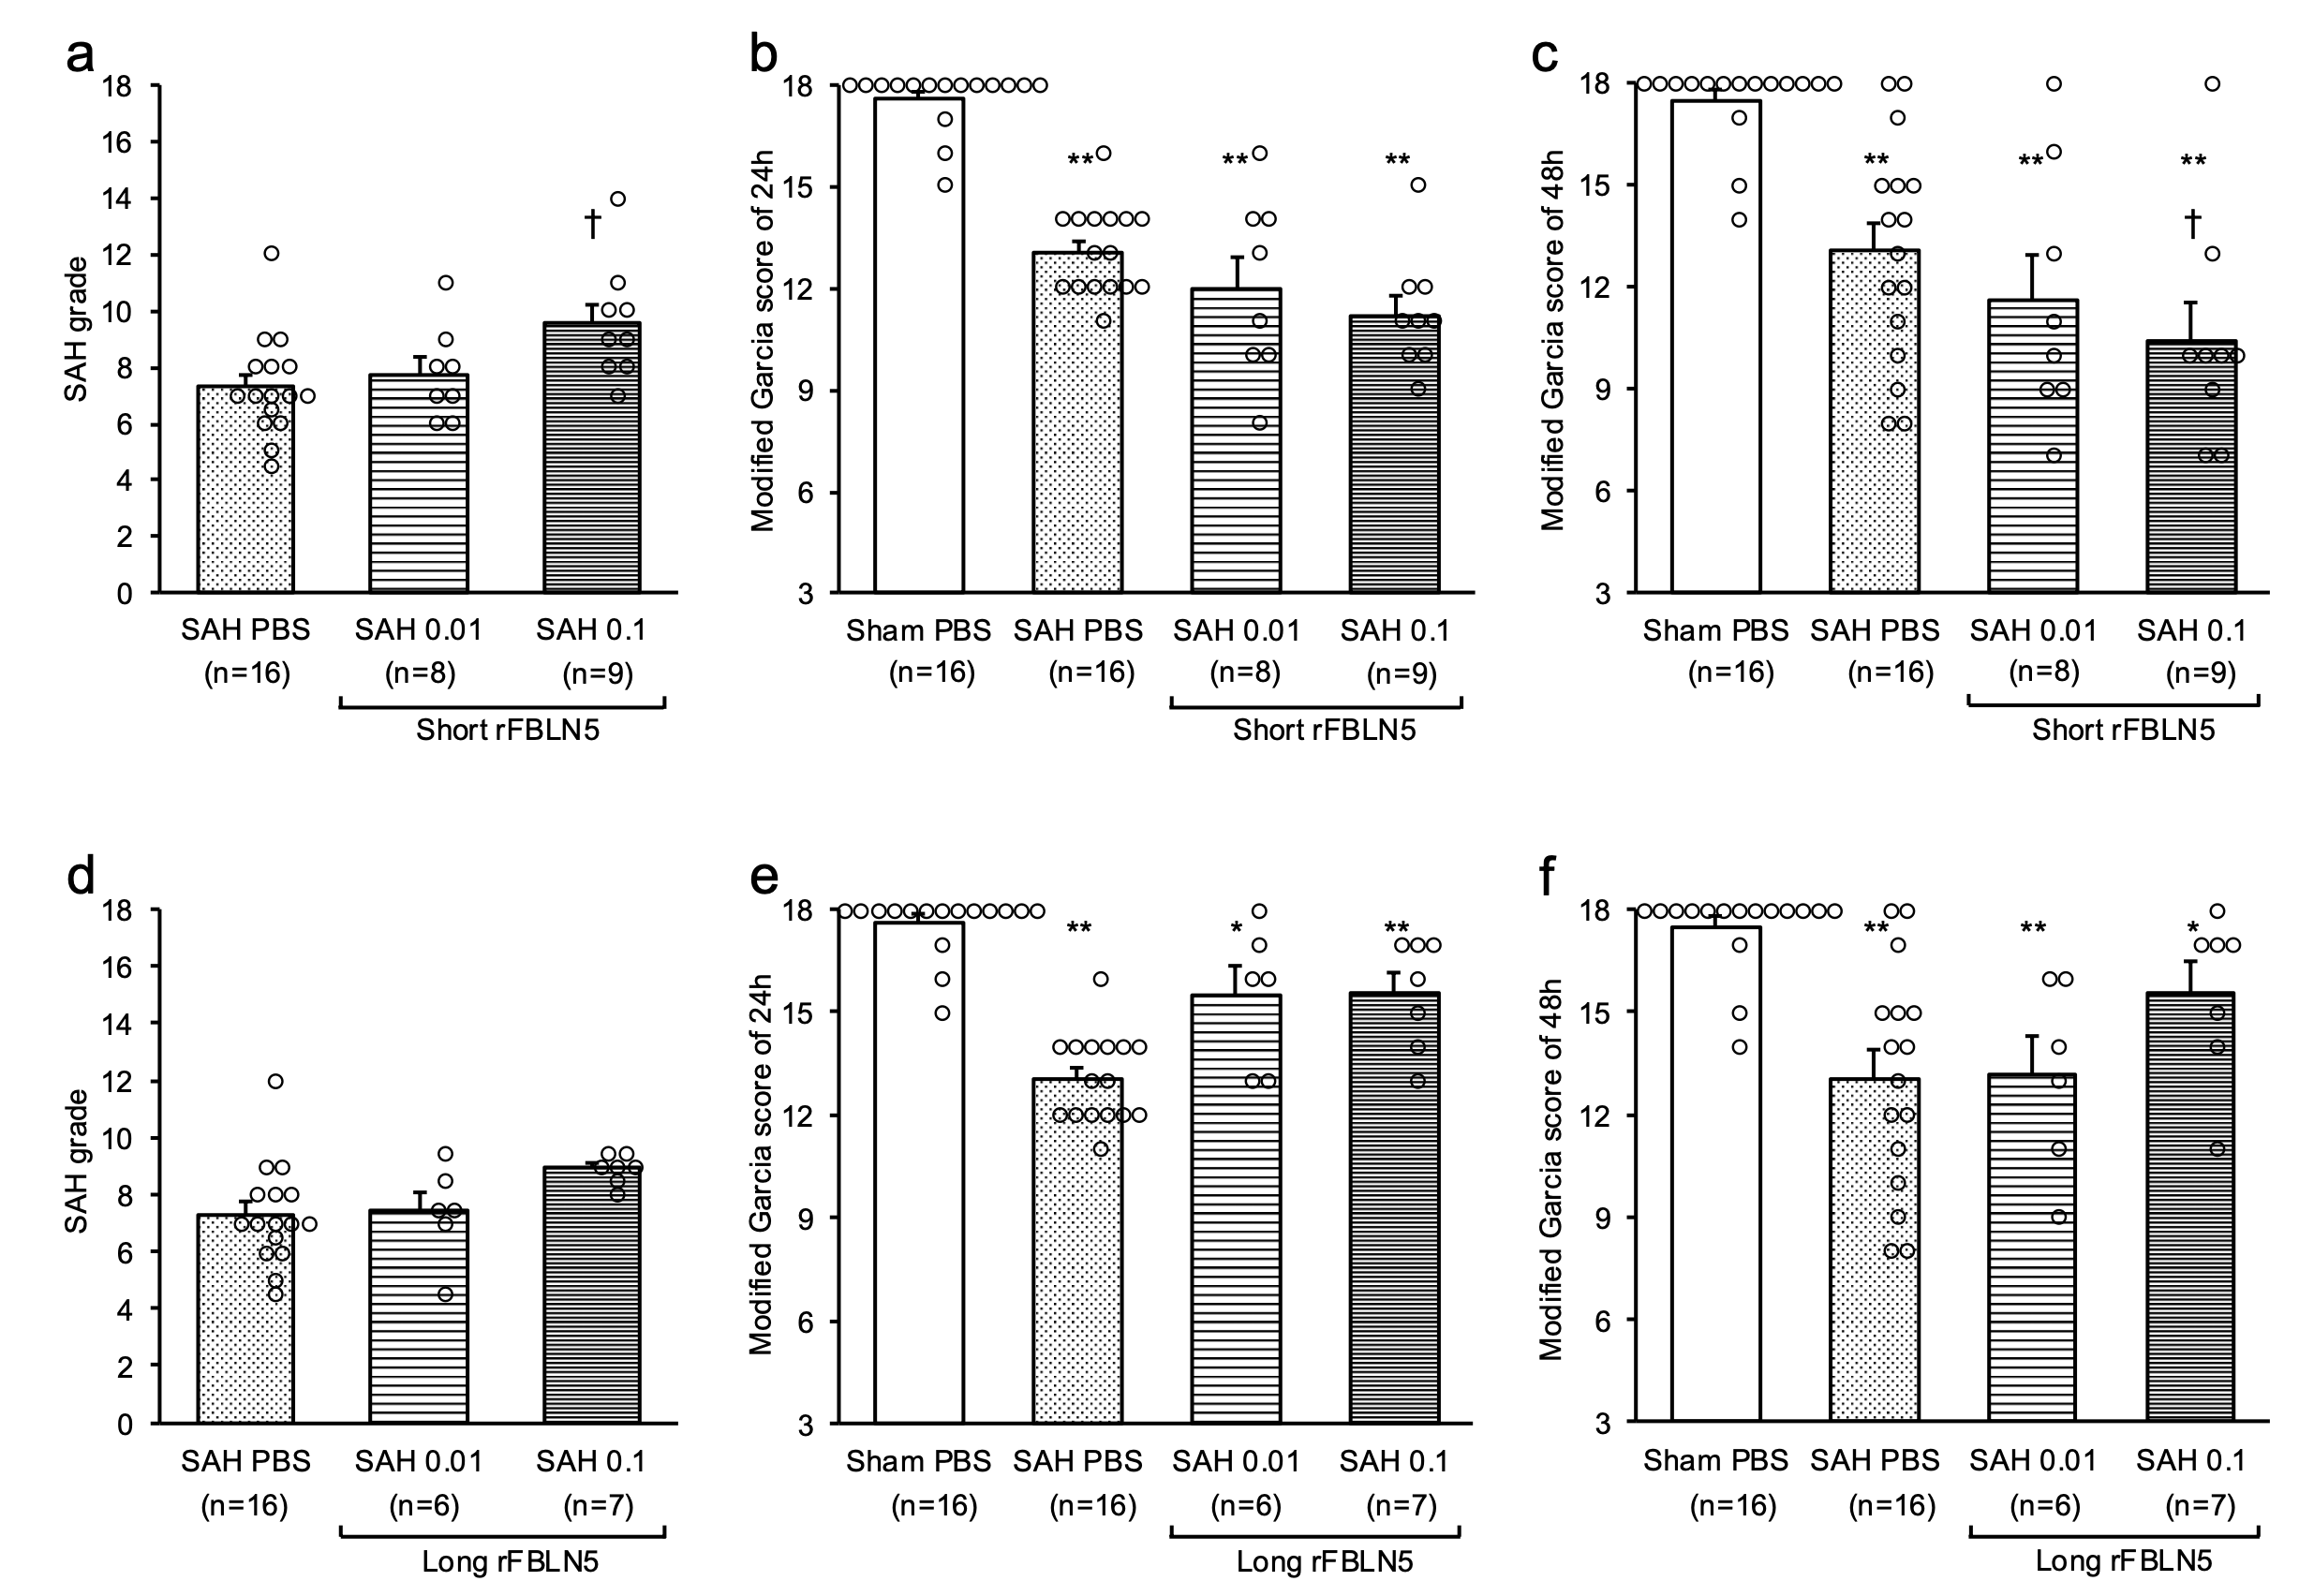 a
18
16
14
12
10
8
6
4
2
0
SAH grade
†
SAH PBS SAH 0.01 SAH 0.1
(n=16) (n=8) (n=9)
Short rFBLN5
b
18
15
12
9
6
3
Modified Garcia score of 24h
** ** **
Sham PBS SAH PBS SAH 0.01 SAH 0.1
(n=16) (n=16) (n=8) (n=9)
Short rFBLN5
c
18
15
12
9
6
3
Modified Garcia score of 48h
** ** **
†
Sham PBS SAH PBS SAH 0.01 SAH 0.1
(n=16) (n=16) (n=8) (n=9)
Short rFBLN5
d
18
16
14
12
10
8
6
4
2
0
SAH grade
SAH PBS SAH 0.01 SAH 0.1
(n=16) (n=6) (n=7)
Long rFBLN5
e
18
15
12
9
6
3
Modified Garcia score of 24h
** * **
Sham PBS SAH PBS SAH 0.01 SAH 0.1
(n=16) (n=16) (n=6) (n=7)
Long rFBLN5
f
18
15
12
9
6
3
Modified Garcia score of 48h
** ** *
Sham PBS SAH PBS SAH 0.01 SAH 0.1
(n=16) (n=16) (n=6) (n=7)
Long rFBLN5